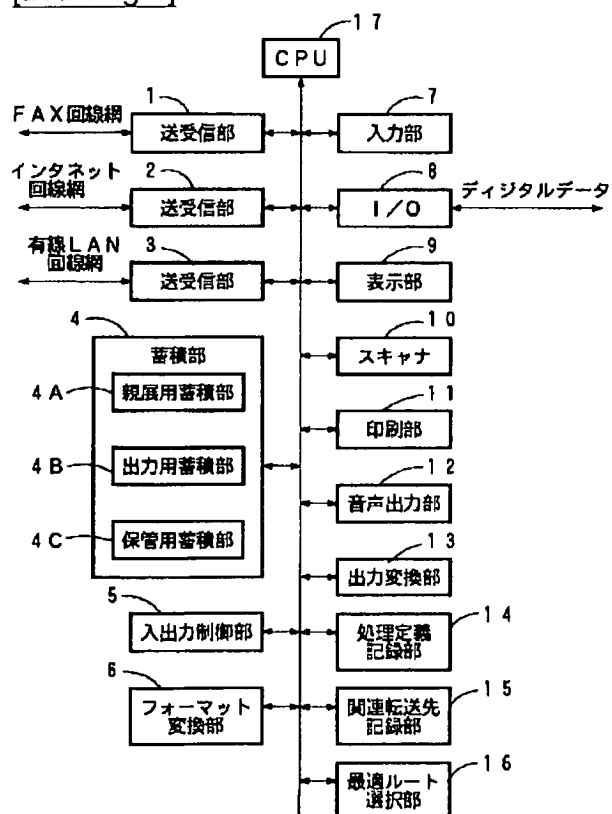 17
CPU
1
7
FAX回線網
送受信部
入力部
インタネット
回線網
2
8
送受信部
I/O
ディジタルデータ
有線LAN
回線網
3
9
送受信部
表示部
4
10
蓄積部
スキャナ
4A
親展用蓄積部
11
印刷部
4B
出力用蓄積部
12
音声出力部
4C
保管用蓄積部
13
出力変換部
5
14
入出力制御部
処理定義
記録部
6
15
フォーマット
変換部
関連転送先
記録部
16
最適ルート
選択部